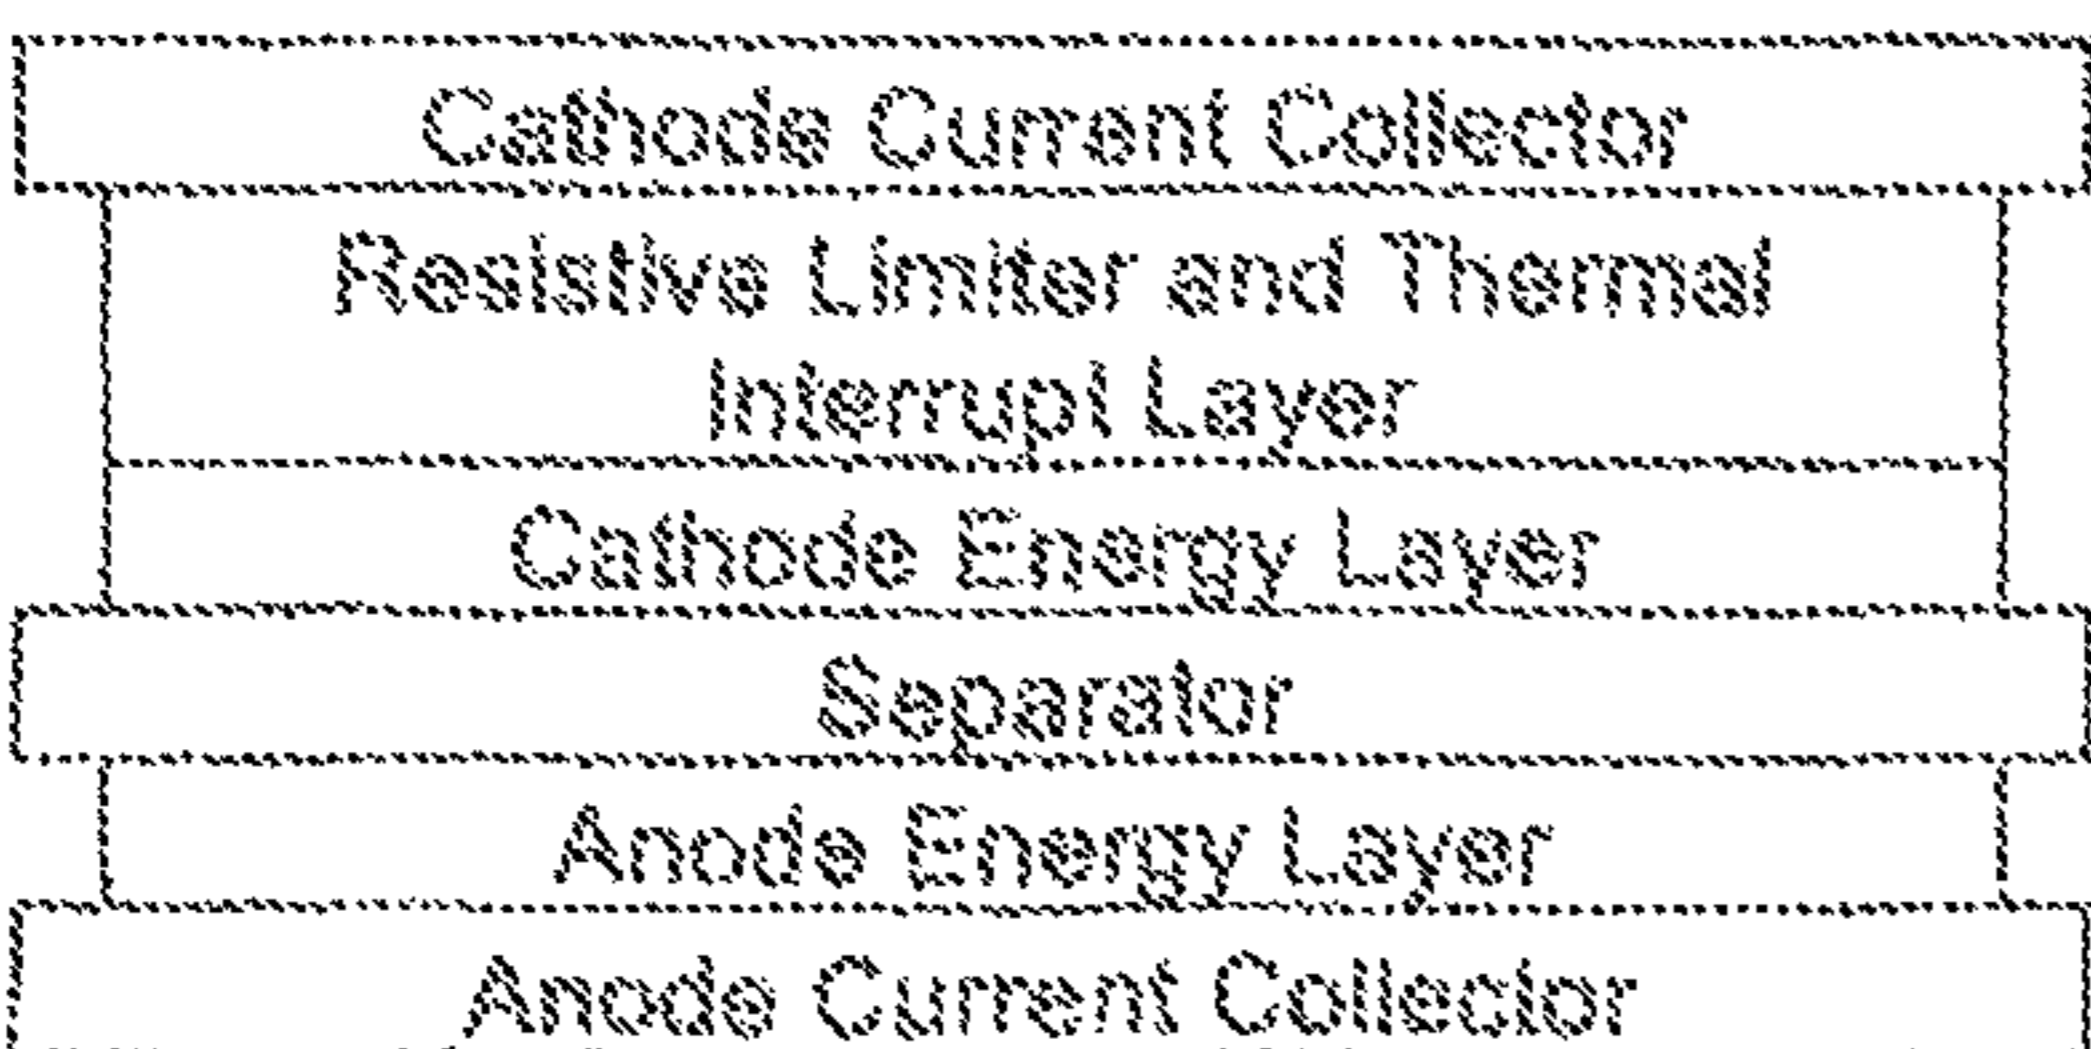 Cathode Current Collector
Resistive Limiter and Thermal
Interrupt Layer
Cathode Energy Layer
Separator
Anode Energy Layer
Anode Current Collector